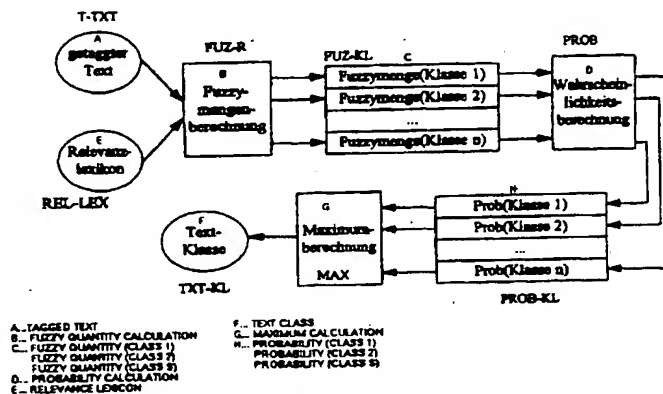 T-TXT
A
getaggter
Text
FUZ-R
B
Fuzzy-
mengen-
berechnung
FUZ-KL
C
Fuzzymenge(Klasse 1)
Fuzzymenge(Klasse 2)
...
Fuzzymenge(Klasse n)
PROB
D
Wahrschein-
lichkeits-
berechnung
E
Relevanz-
lexikon
REL-LEX
F
Text-
Klasse
TXT-KL
G
Maximum-
berechnung
MAX
H
Prob(Klasse 1)
Prob(Klasse 2)
...
Prob(Klasse n)
PROB-KL
A...TAGGED TEXT
B... FUZZY QUANTITY CALCULATION
C... FUZZY QUANTITY (CLASS 1)
FUZZY QUANTITY (CLASS 2)
FUZZY QUANTITY (CLASS S)
D... PROBABILITY CALCULATION
E... RELEVANCE LEXICON
F... TEXT CLASS
G... MAXIMUM CALCULATION
H... PROBABILITY (CLASS 1)
PROBABILITY (CLASS 2)
PROBABILITY (CLASS S)